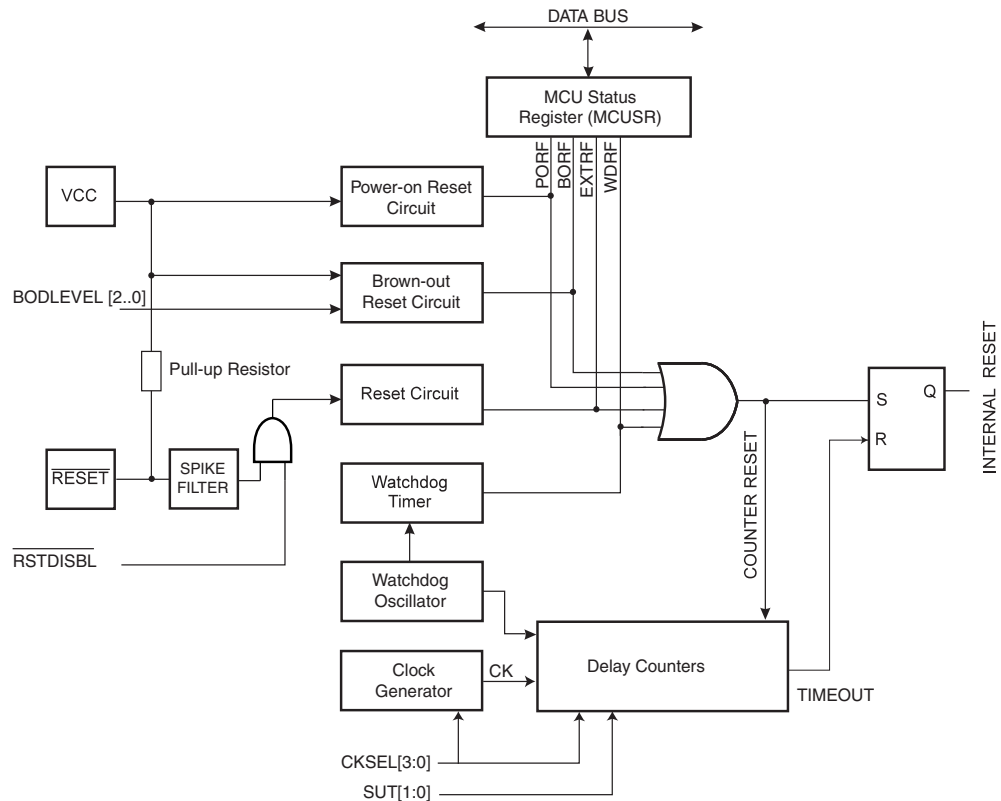 DATA BUS
MCU Status
Register (MCUSR)
PORF
BORF
EXTRF
WDRF
VCC
Power-on Reset
Circuit
BODLEVEL [2..0]
Brown-out
Reset Circuit
Pull-up Resistor
Reset Circuit
RESET
SPIKE
FILTER
RSTDISBL
Watchdog
Timer
Watchdog
Oscillator
Clock
Generator
CK
Delay Counters
CKSEL[3:0]
SUT[1:0]
COUNTER RESET
TIMEOUT
S
R
Q
INTERNAL RESET